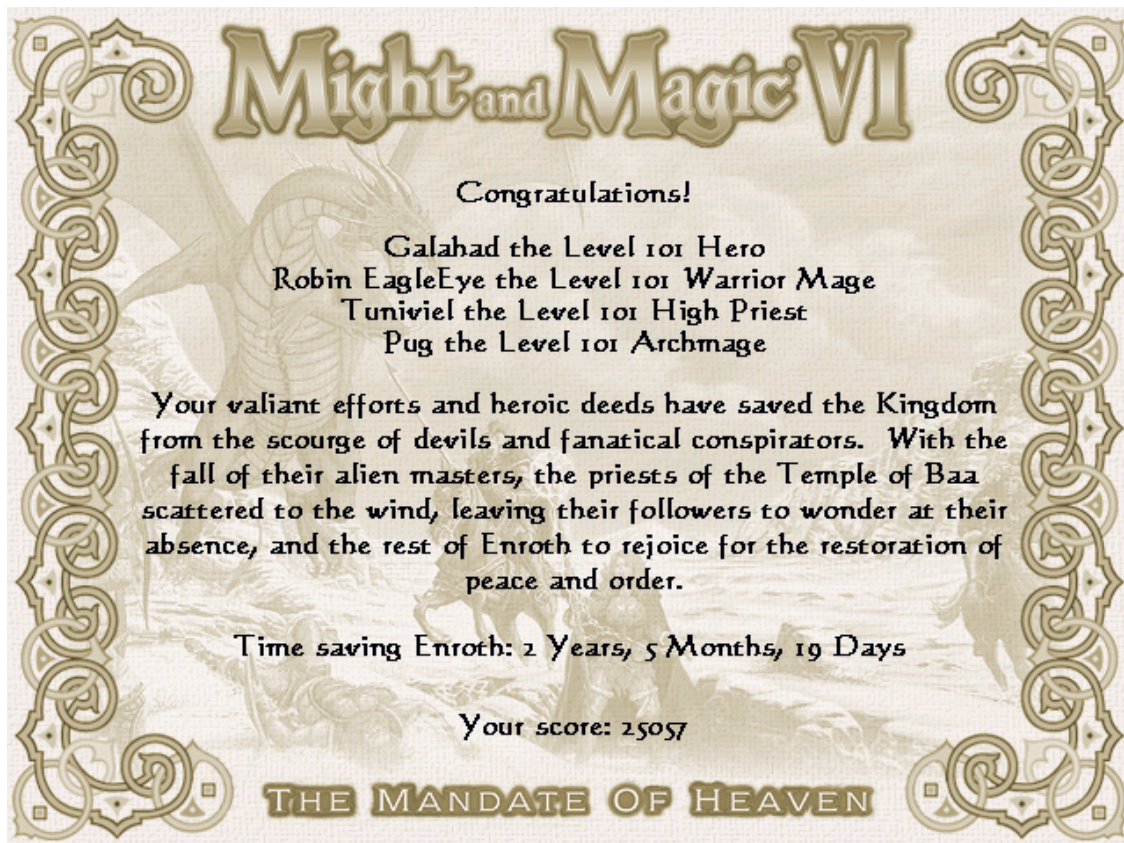 Might and Magic® VI
Congratulations!
Galahad the Level 101 Hero
Robin EagleEye the Level 101 Warrior Mage
Tuniviel the Level 101 High Priest
Pug the Level 101 Archmage
Your valiant efforts and heroic deeds have saved the Kingdom
from the scourge of devils and fanatical conspirators.  With the
fall of their alien masters, the priests of the Temple of Baa
scattered to the wind, leaving their followers to wonder at their
absence, and the rest of Enroth to rejoice for the restoration of
peace and order.
Time saving Enroth: 2 Years, 5 Months, 19 Days
Your score: 25057
THE MANDATE OF HEAVEN